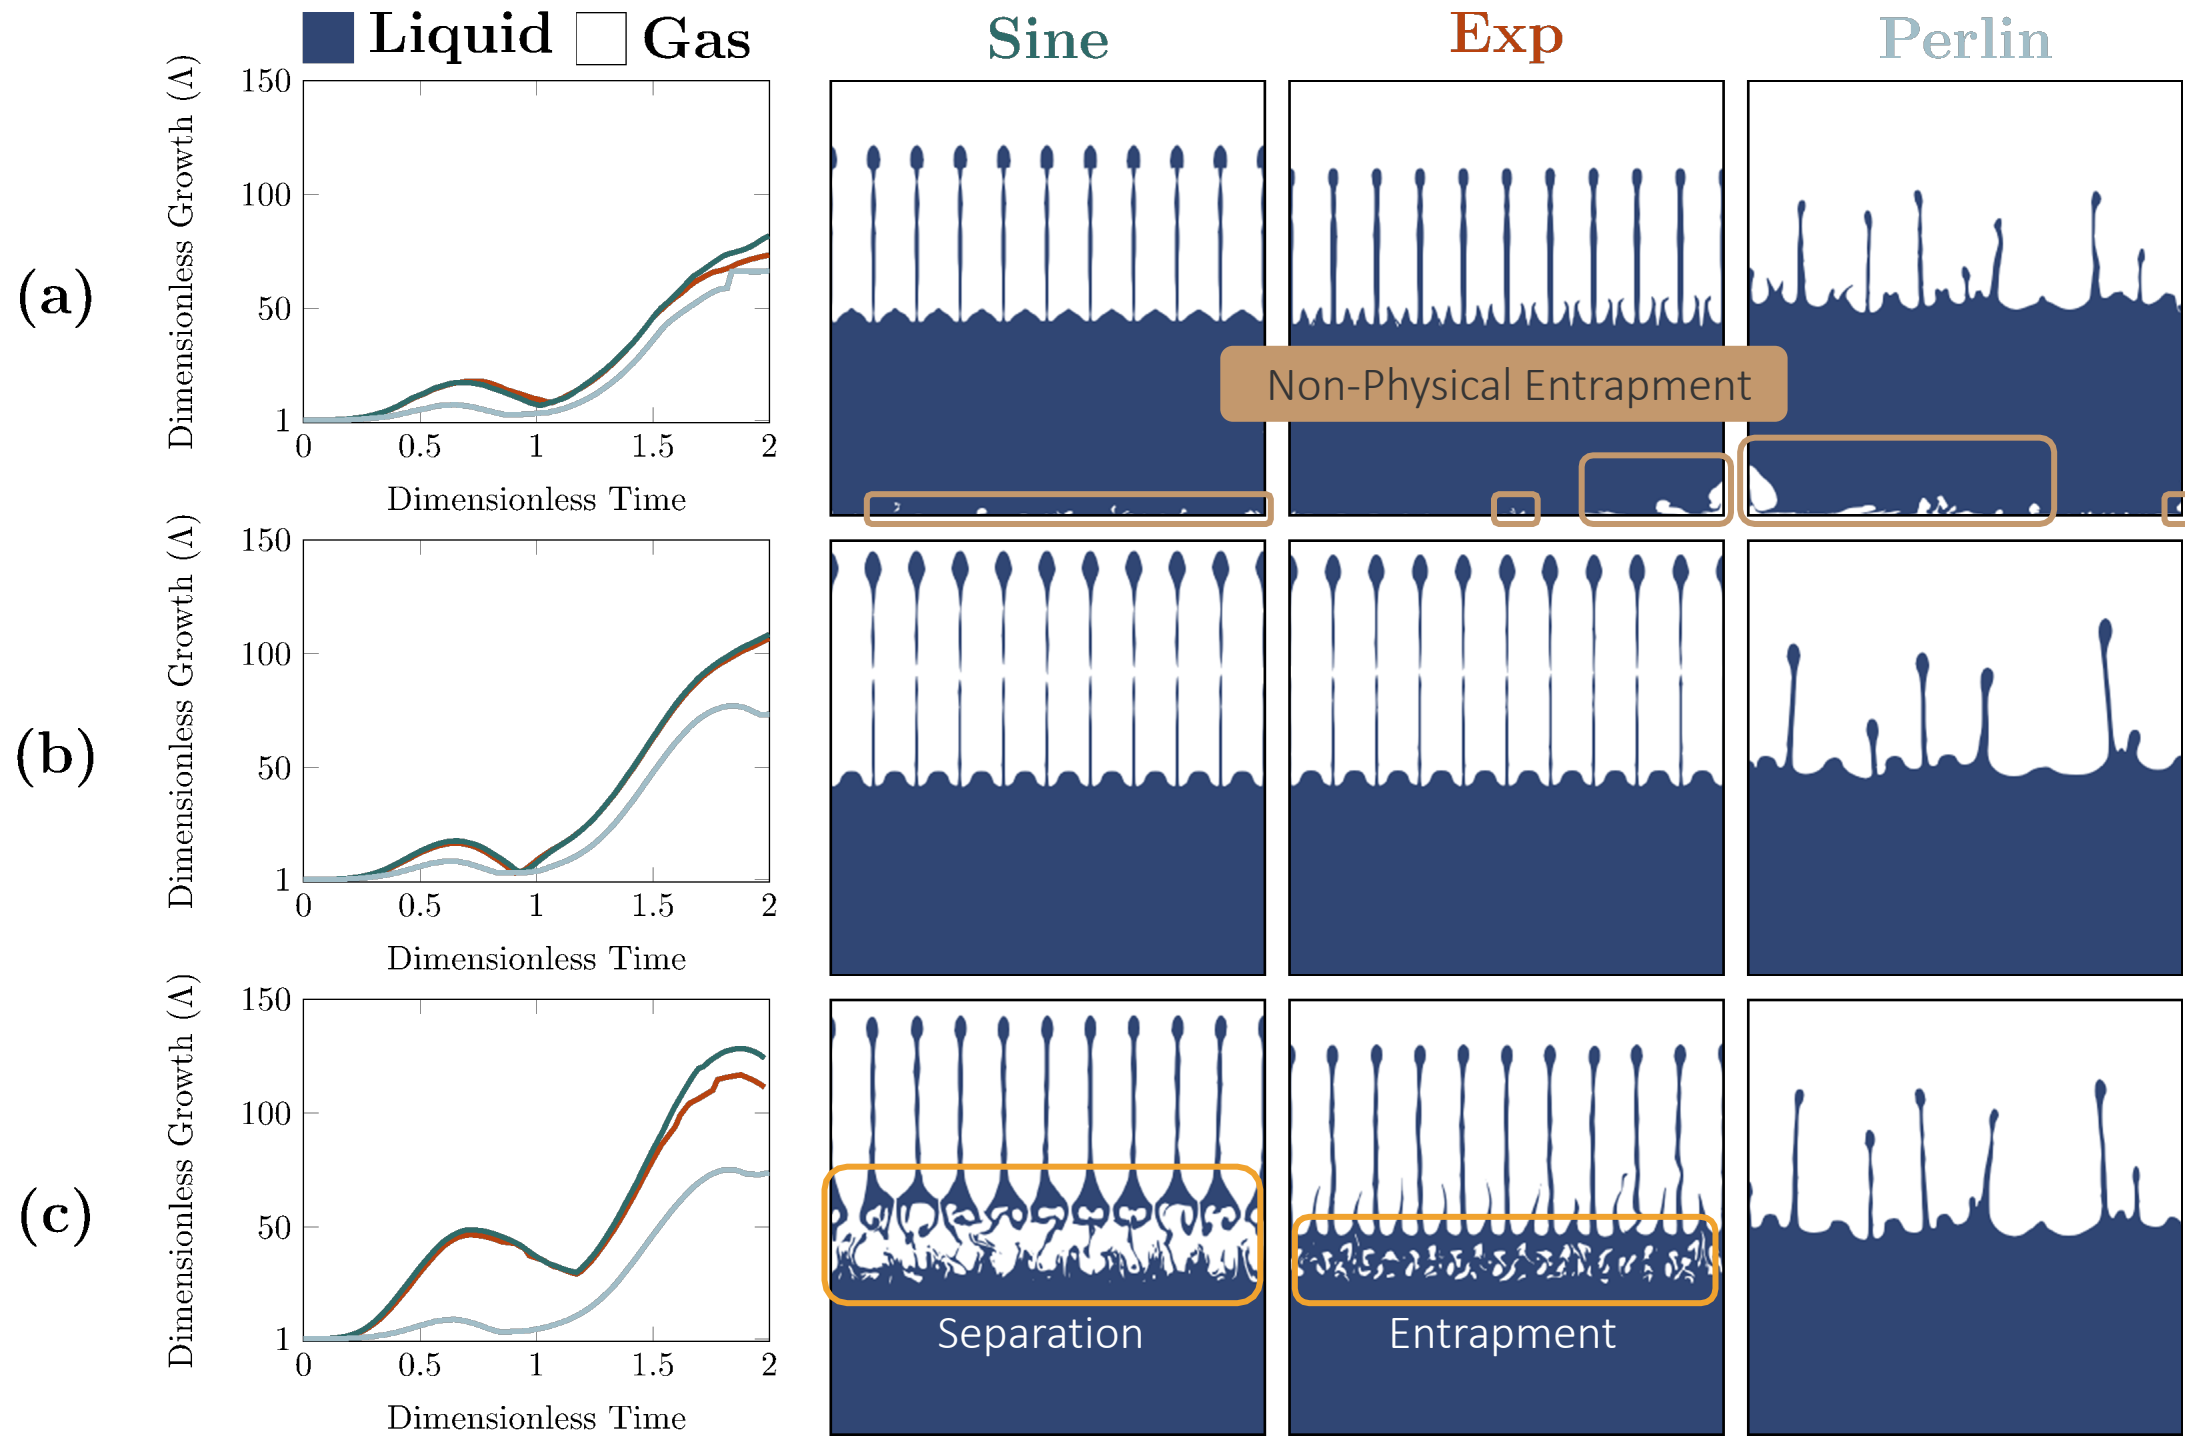 Liquid Gas Sine Exp Perlin
(a)
Dimensionless Growth (Λ)
150
100
50
1
0 0.5 1 1.5 2
Dimensionless Time
Non-Physical Entrapment
(b)
Dimensionless Growth (Λ)
150
100
50
1
0 0.5 1 1.5 2
Dimensionless Time
(c)
Dimensionless Growth (Λ)
150
100
50
1
0 0.5 1 1.5 2
Dimensionless Time
Separation
Entrapment